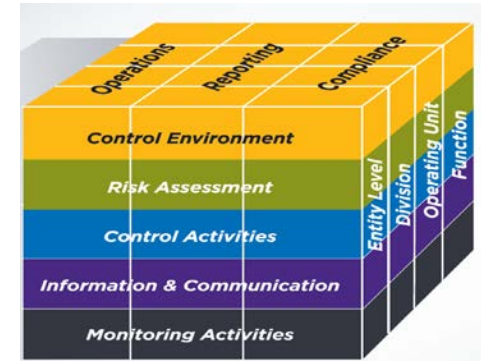 Operations
Reporting
Compliance
Control Environment
Risk Assessment
Control Activities
Information & Communication
Monitoring Activities
Entity Level
Division
Operating Unit
Function